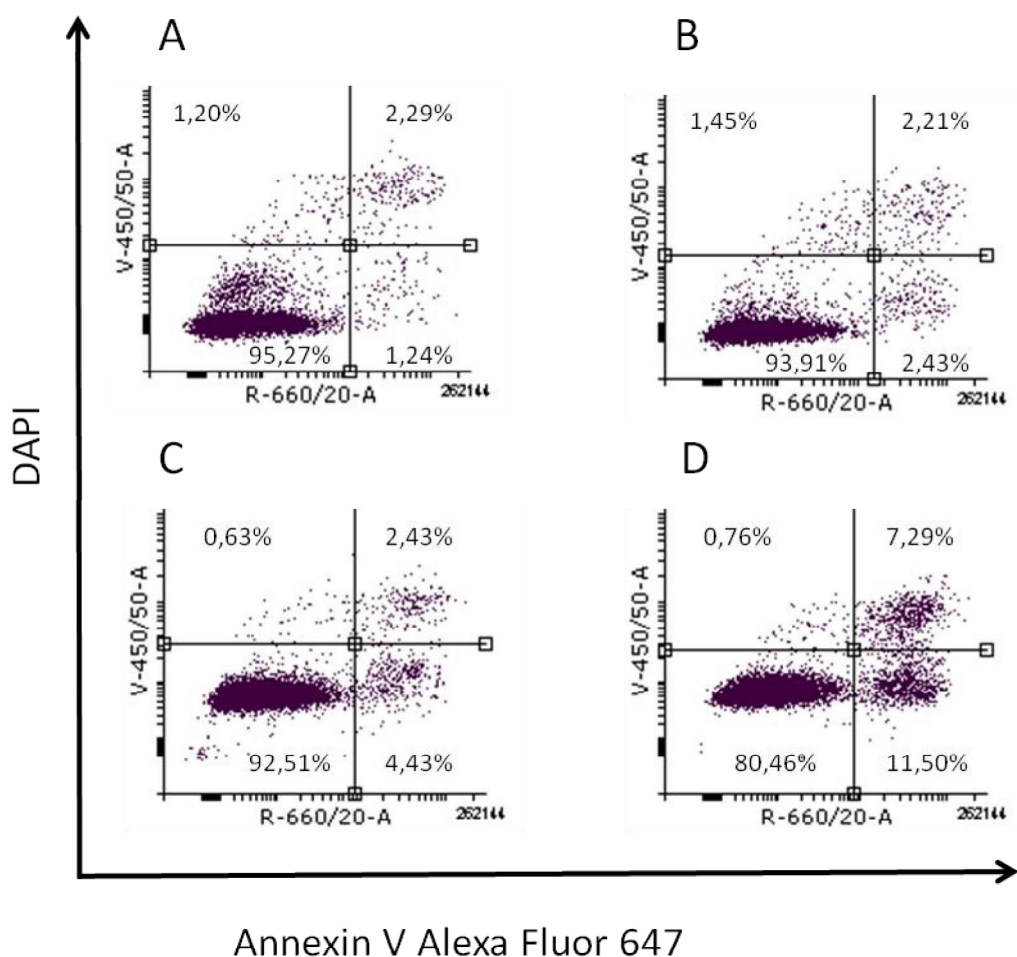 A
1,20%
2,29%
V-450/50-A
95,27%
1,24%
R-660/20-A
262144
B
1,45%
2,21%
V-450/50-A
93,91%
2,43%
R-660/20-A
262144
DAPI
C
0,63%
2,43%
V-450/50-A
92,51%
4,43%
R-660/20-A
262144
D
0,76%
7,29%
V-450/50-A
80,46%
11,50%
R-660/20-A
262144
Annexin V Alexa Fluor 647